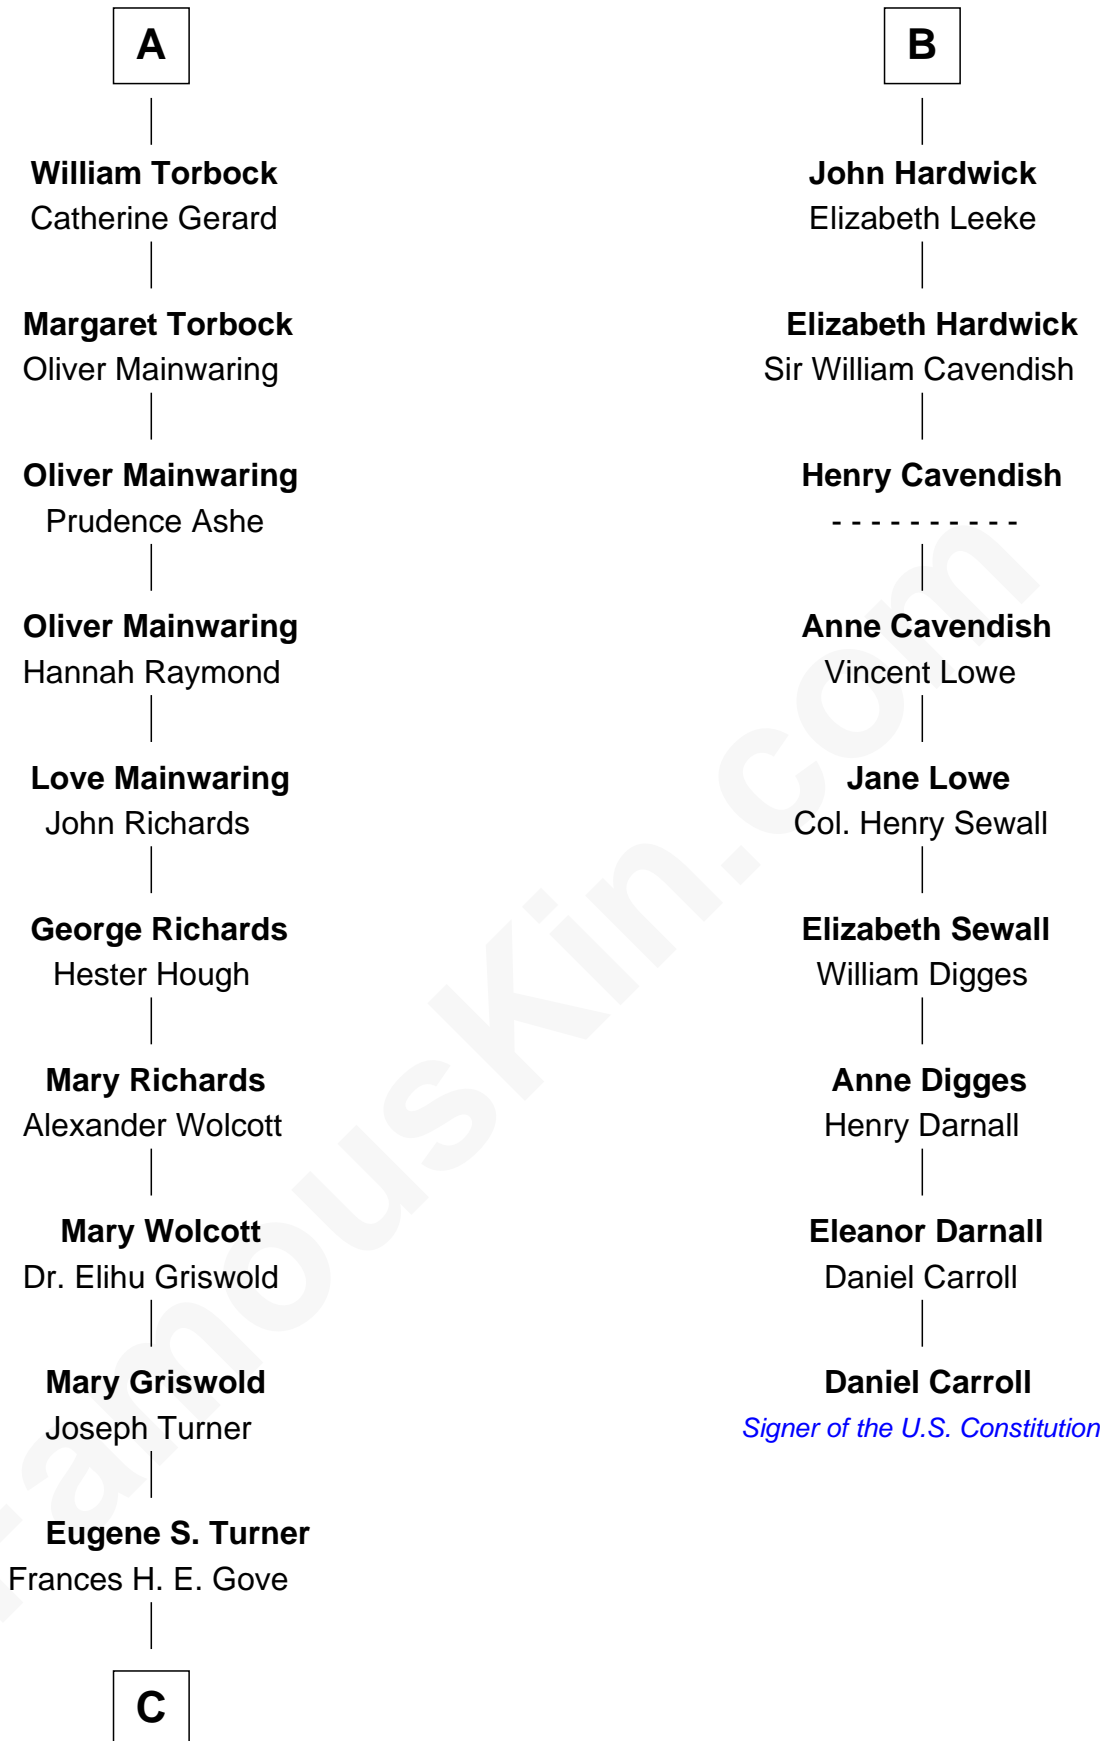 A
William Torbock
Catherine Gerard
Margaret Torbock
Oliver Mainwaring
Oliver Mainwaring
Prudence Ashe
Oliver Mainwaring
Hannah Raymond
Love Mainwaring
John Richards
George Richards
Hester Hough
Mary Richards
Alexander Wolcott
Mary Wolcott
Dr. Elihu Griswold
Mary Griswold
Joseph Turner
Eugene S. Turner
Frances H. E. Gove
C
B
John Hardwick
Elizabeth Leeke
Elizabeth Hardwick
Sir William Cavendish
Henry Cavendish
- - - - - - - - - -
Anne Cavendish
Vincent Lowe
Jane Lowe
Col. Henry Sewall
Elizabeth Sewall
William Digges
Anne Digges
Henry Darnall
Eleanor Darnall
Daniel Carroll
Daniel Carroll
Signer of the U.S. Constitution
FamousKin.com